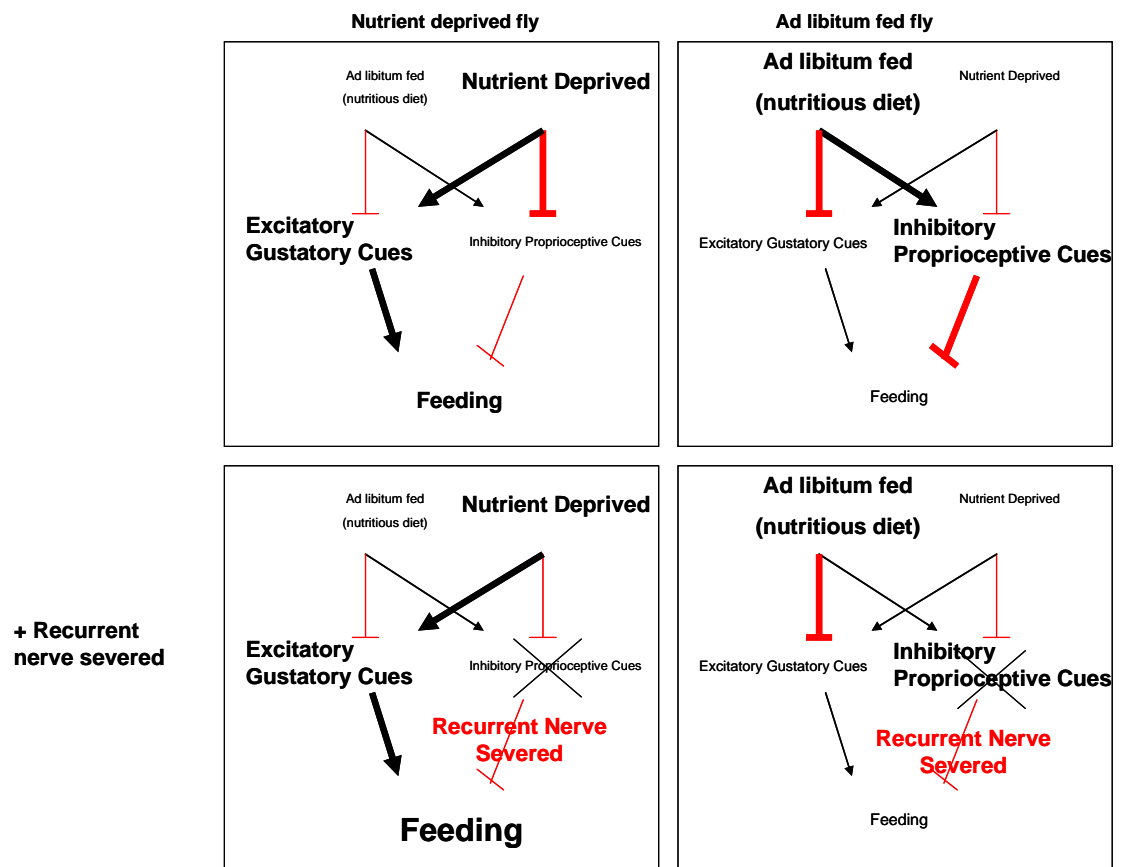 Nutrient deprived fly
Ad libitum fed fly
Ad libitum fed
(nutritious diet)
Nutrient Deprived
Excitatory
Gustatory Cues
Inhibitory Proprioceptive Cues
Feeding
Ad libitum fed
(nutritious diet)
Nutrient Deprived
Excitatory Gustatory Cues
Inhibitory
Proprioceptive Cues
Feeding
+ Recurrent
nerve severed
Ad libitum fed
(nutritious diet)
Nutrient Deprived
Excitatory
Gustatory Cues
Inhibitory Proprioceptive Cues
Recurrent Nerve
Severed
Feeding
Ad libitum fed
(nutritious diet)
Nutrient Deprived
Excitatory Gustatory Cues
Inhibitory
Proprioceptive Cues
Recurrent Nerve
Severed
Feeding